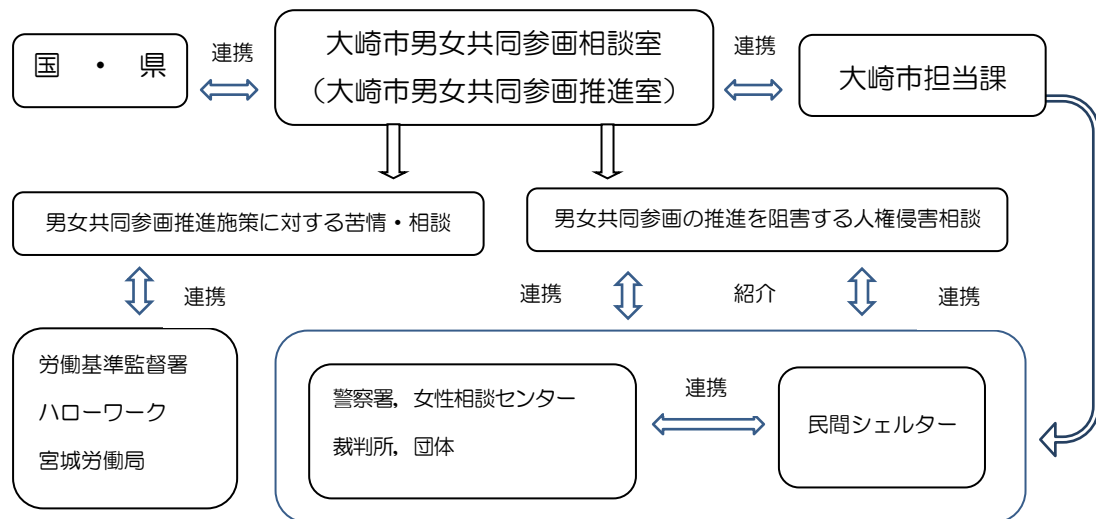 国 ・ 県
連携
大崎市男女共同参画相談室
（大崎市男女共同参画推進室）
連携
大崎市担当課
男女共同参画推進施策に対する苦情・相談
男女共同参画の推進を阻害する人権侵害相談
連携
連携
紹介
連携
労働基準監督署
ハローワーク
宮城労働局
警察署，女性相談センター
裁判所，団体
連携
民間シェルター